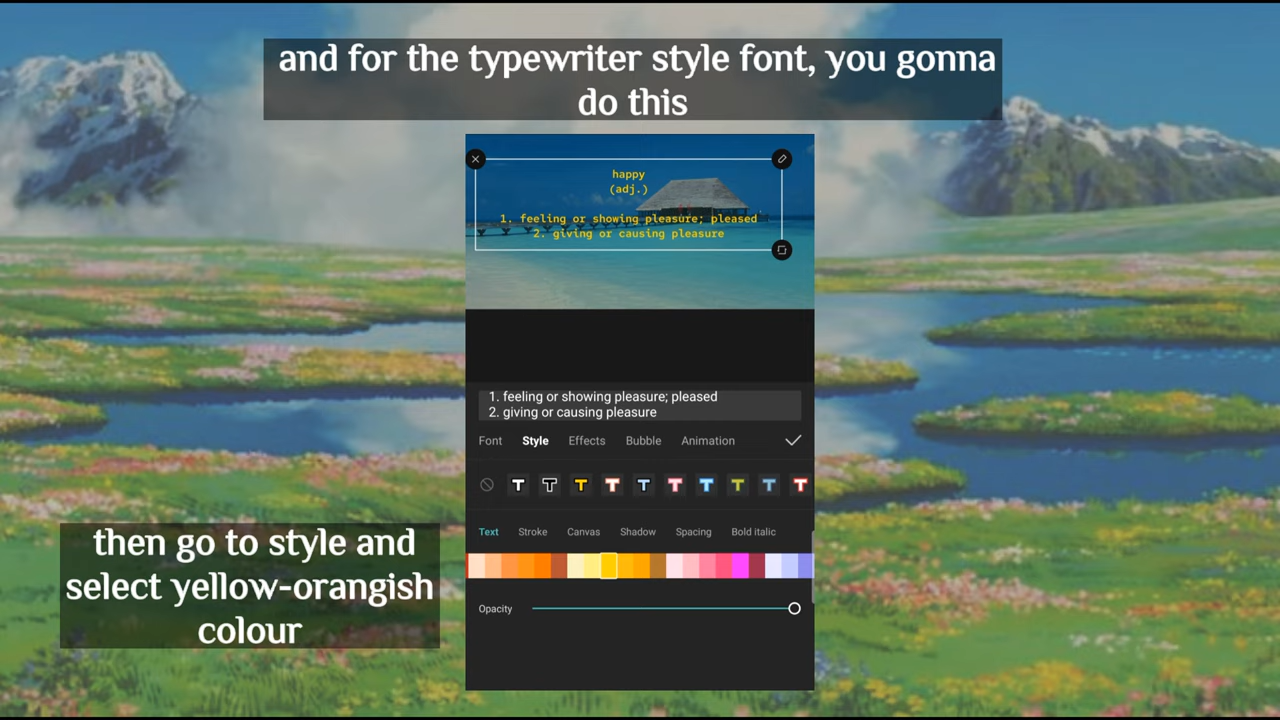 and for the typewriter style font, you gonna
do this
happy
(adj.)
1. feeling or showing pleasure; pleased
2. giving or causing pleasure
1. feeling or showing pleasure; pleased
2. giving or causing pleasure
Font Style Effects Bubble Animation
T T T T T T T T T T
Text Stroke Canvas Shadow Spacing Bold italic
Opacity
then go to style and
select yellow-orangish
colour